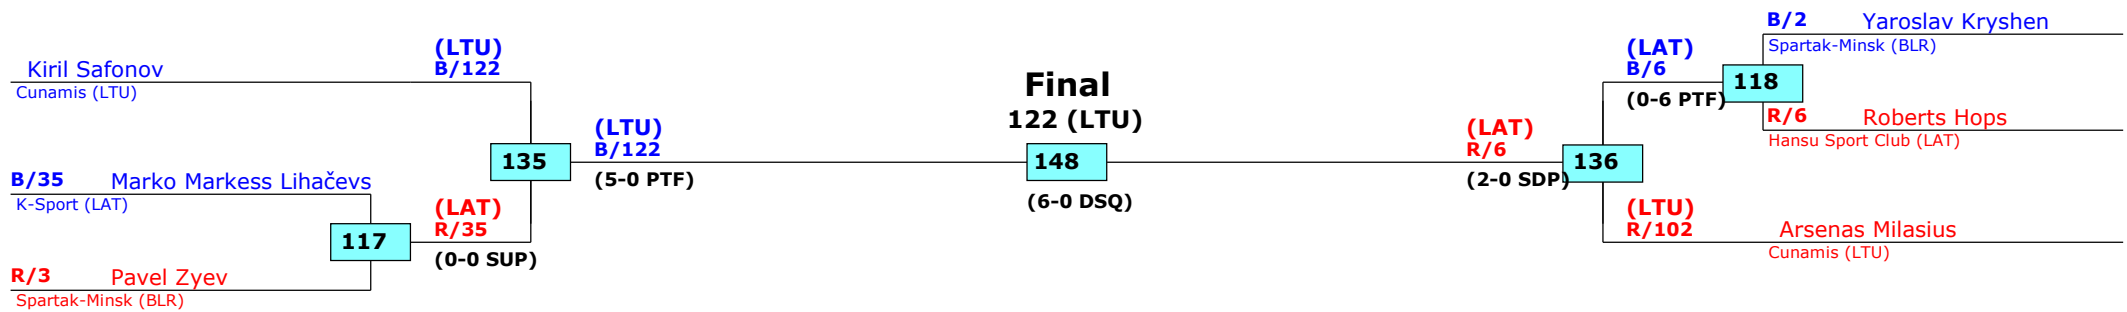 Kiril Safonov
Cunamis (LTU)
(LTU)
B/122
B/35 Marko Markess Lihačevs
K-Sport (LAT)
117
R/3 Pavel Zyev
Spartak-Minsk (BLR)
(LAT)
R/35
(0-0 SUP)
135
(LTU)
B/122
(5-0 PTF)
Final
122 (LTU)
148
(6-0 DSQ)
(LAT)
R/6
(2-0 SDP)
136
(LAT)
B/6
(0-6 PTF)
118
B/2 Yaroslav Kryshen
Spartak-Minsk (BLR)
R/6 Roberts Hops
Hansu Sport Club (LAT)
(LTU)
R/102
Arsenas Milasius
Cunamis (LTU)